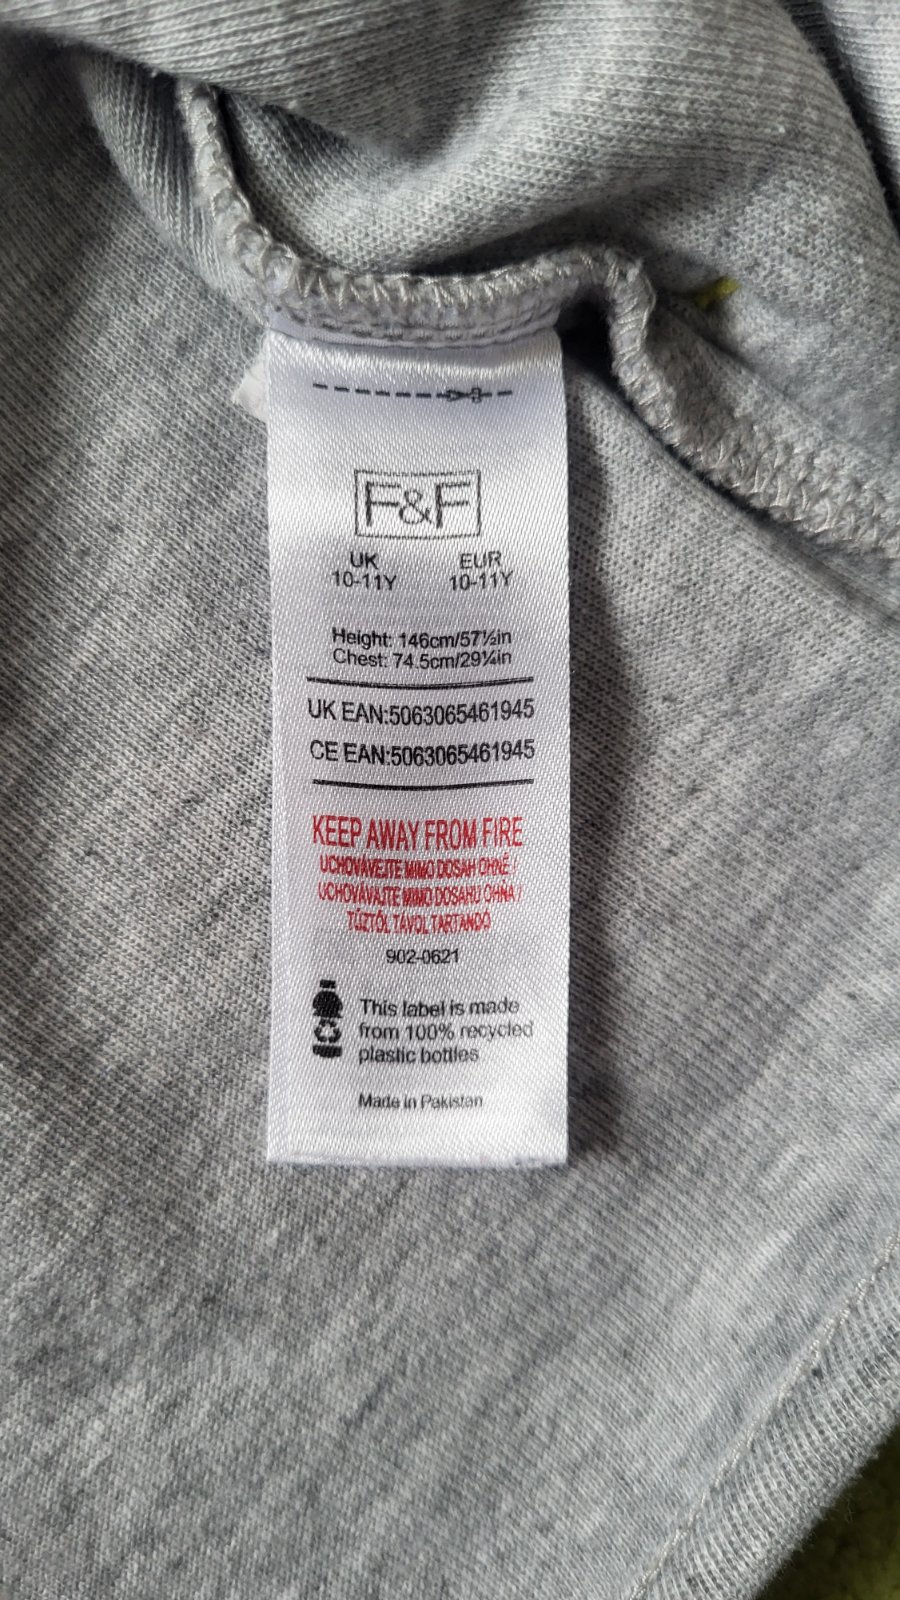 F&F
UK EUR
10-11Y 10-11Y
Height: 146cm/57½in
Chest: 74.5cm/29¼in
UK EAN:5063065461945
CE EAN:5063065461945
KEEP AWAY FROM FIRE
UCHOVÁVEJTE MIMO DOSAH OHNĚ /
UCHOVÁVAJTE MIMO DOSAHU OHŇA /
TŰZTŐL TÁVOL TARTANDÓ
902-0621
This label is made
from 100% recycled
plastic bottles
Made in Pakistan